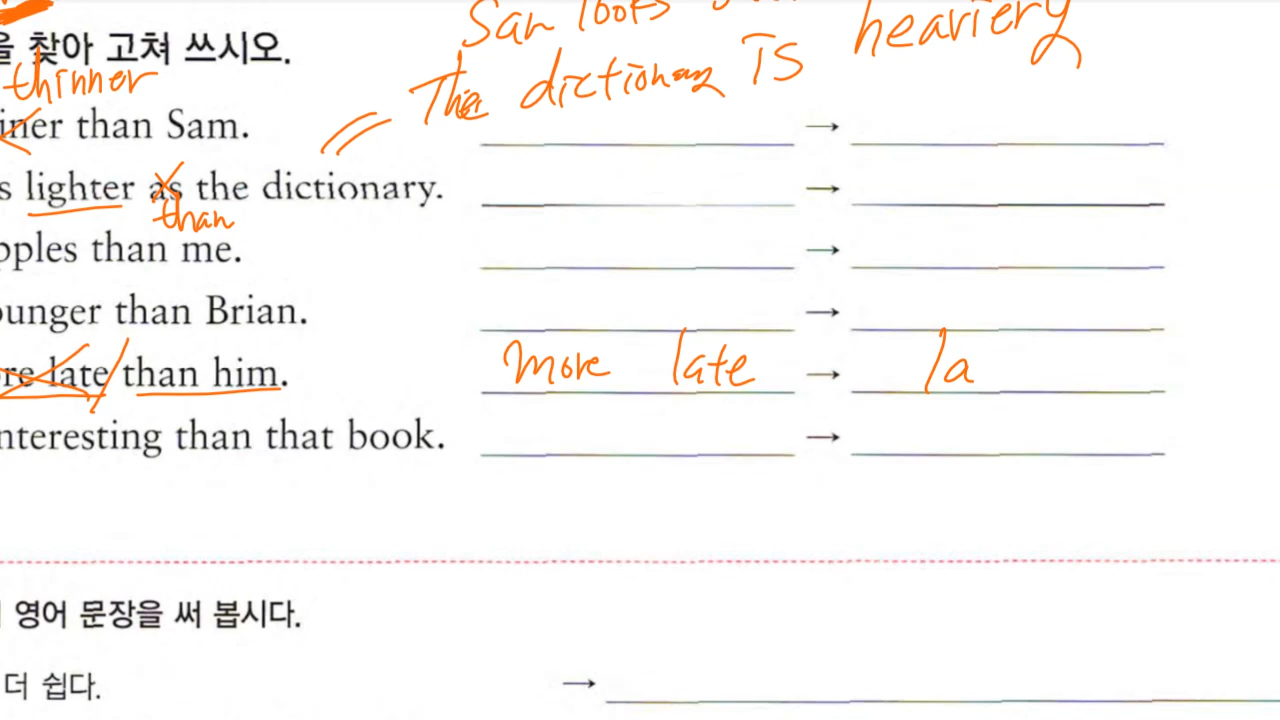 San looks
을 찾아 고쳐 쓰시오.
The dictionary is heaviery
thinner
iner than Sam.
→
s lighter as the dictionary.
→
than
pples than me.
→
ounger than Brian.
→
re late than him.
more late → la
nteresting than that book.
→
영어 문장을 써 봅시다.
더 쉽다.
→